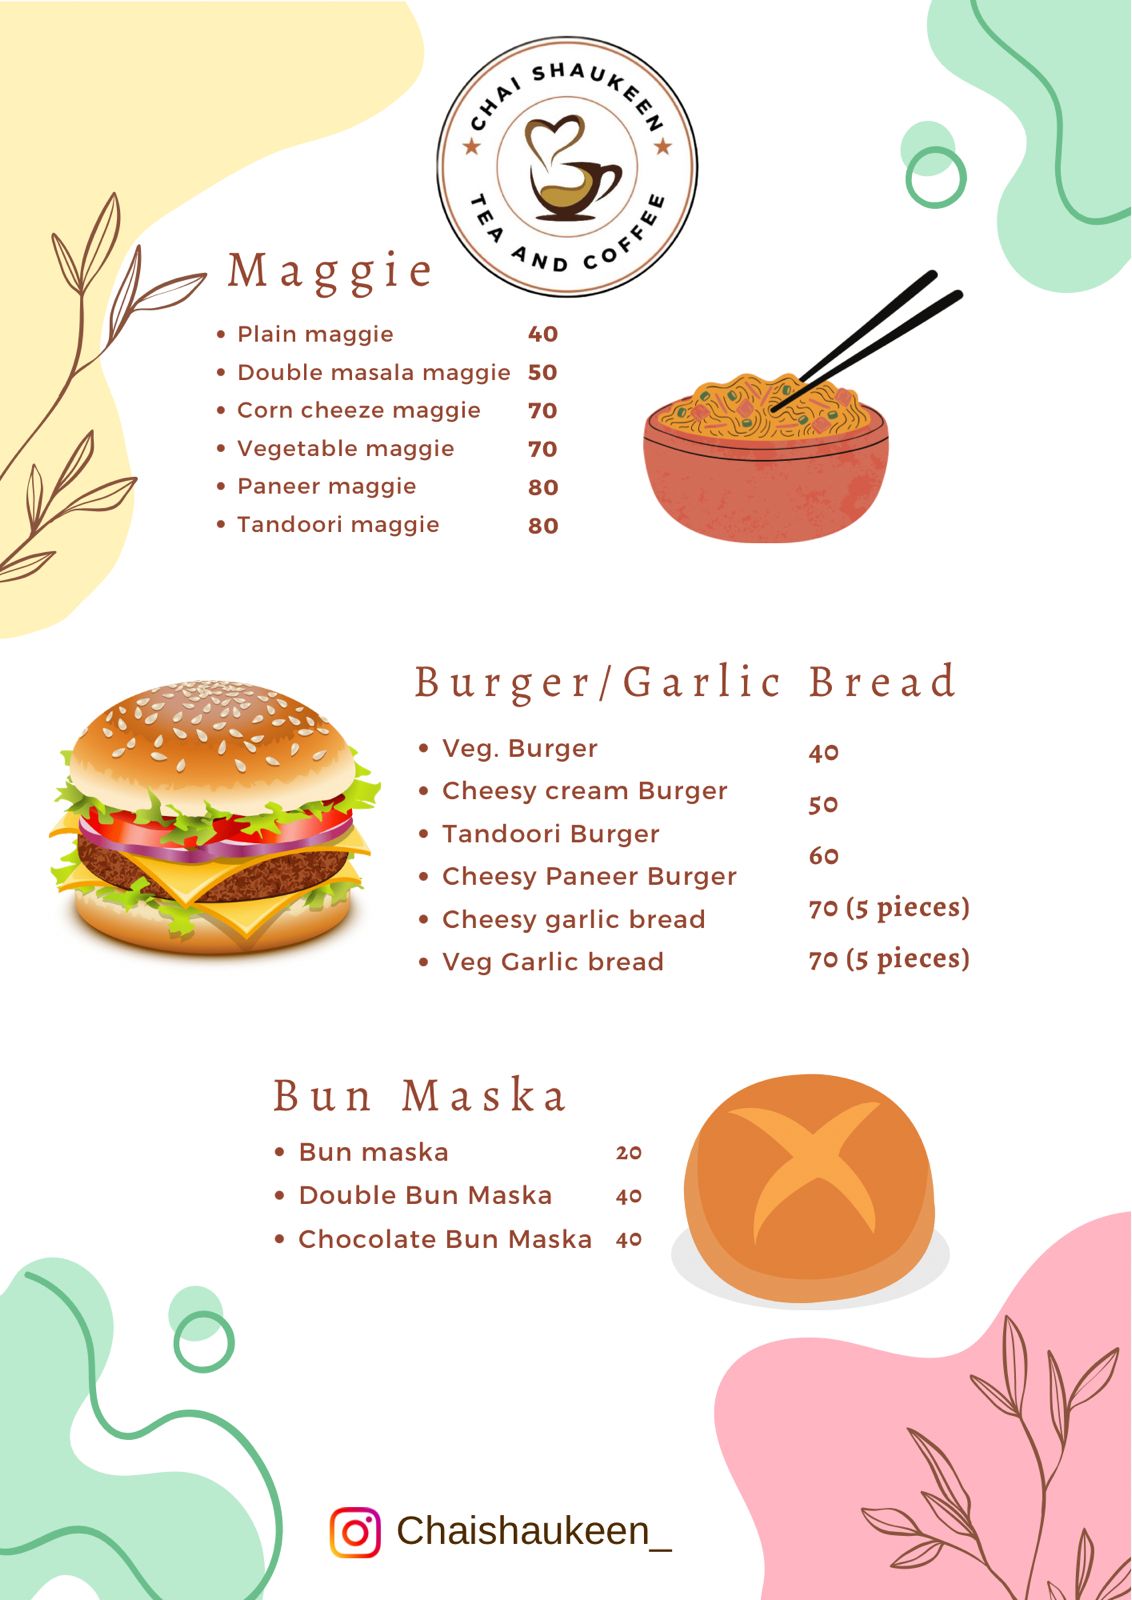 CHAI SHAUKEEN
TEA AND COFFEE
Maggie
• Plain maggie 40
• Double masala maggie 50
• Corn cheeze maggie 70
• Vegetable maggie 70
• Paneer maggie 80
• Tandoori maggie 80
Burger/Garlic Bread
• Veg. Burger
• Cheesy cream Burger
• Tandoori Burger
• Cheesy Paneer Burger
• Cheesy garlic bread
• Veg Garlic bread
40
50
60
70 (5 pieces)
70 (5 pieces)
Bun Maska
• Bun maska 20
• Double Bun Maska 40
• Chocolate Bun Maska 40
Chaishaukeen_